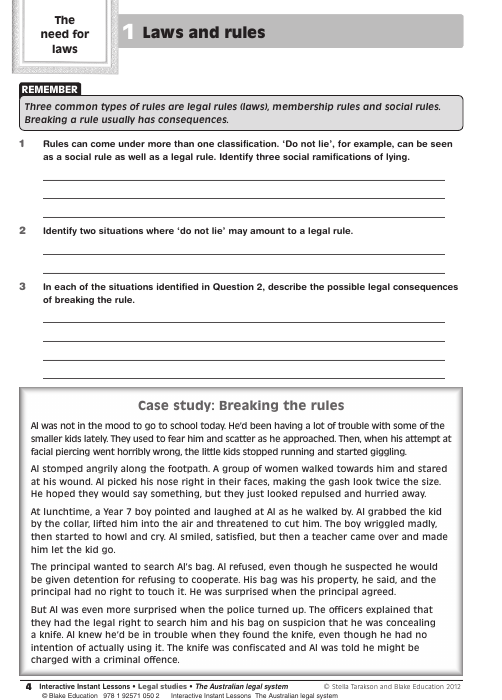 The
need for
laws
1 Laws and rules
REMEMBER
Three common types of rules are legal rules (laws), membership rules and social rules.
Breaking a rule usually has consequences.
1 Rules can come under more than one classification. ‘Do not lie’, for example, can be seen
as a social rule as well as a legal rule. Identify three social ramifications of lying.
2 Identify two situations where ‘do not lie’ may amount to a legal rule.
3 In each of the situations identified in Question 2, describe the possible legal consequences
of breaking the rule.
Case study: Breaking the rules
Al was not in the mood to go to school today. He’d been having a lot of trouble with some of the
smaller kids lately. They used to fear him and scatter as he approached. Then, when his attempt at
facial piercing went horribly wrong, the little kids stopped running and started giggling.
Al stomped angrily along the footpath. A group of women walked towards him and stared
at his wound. Al picked his nose right in their faces, making the gash look twice the size.
He hoped they would say something, but they just looked repulsed and hurried away.
At lunchtime, a Year 7 boy pointed and laughed at Al as he walked by. Al grabbed the kid
by the collar, lifted him into the air and threatened to cut him. The boy wriggled madly,
then started to howl and cry. Al smiled, satisfied, but then a teacher came over and made
him let the kid go.
The principal wanted to search Al’s bag. Al refused, even though he suspected he would
be given detention for refusing to cooperate. His bag was his property, he said, and the
principal had no right to touch it. He was surprised when the principal agreed.
But Al was even more surprised when the police turned up. The officers explained that
they had the legal right to search him and his bag on suspicion that he was concealing
a knife. Al knew he’d be in trouble when they found the knife, even though he had no
intention of actually using it. The knife was confiscated and Al was told he might be
charged with a criminal offence.
4 Interactive Instant Lessons • Legal studies • The Australian legal system © Stella Tarakson and Blake Education 2012
© Blake Education 978 1 92571 050 2 Interactive Instant Lessons The Australian legal system